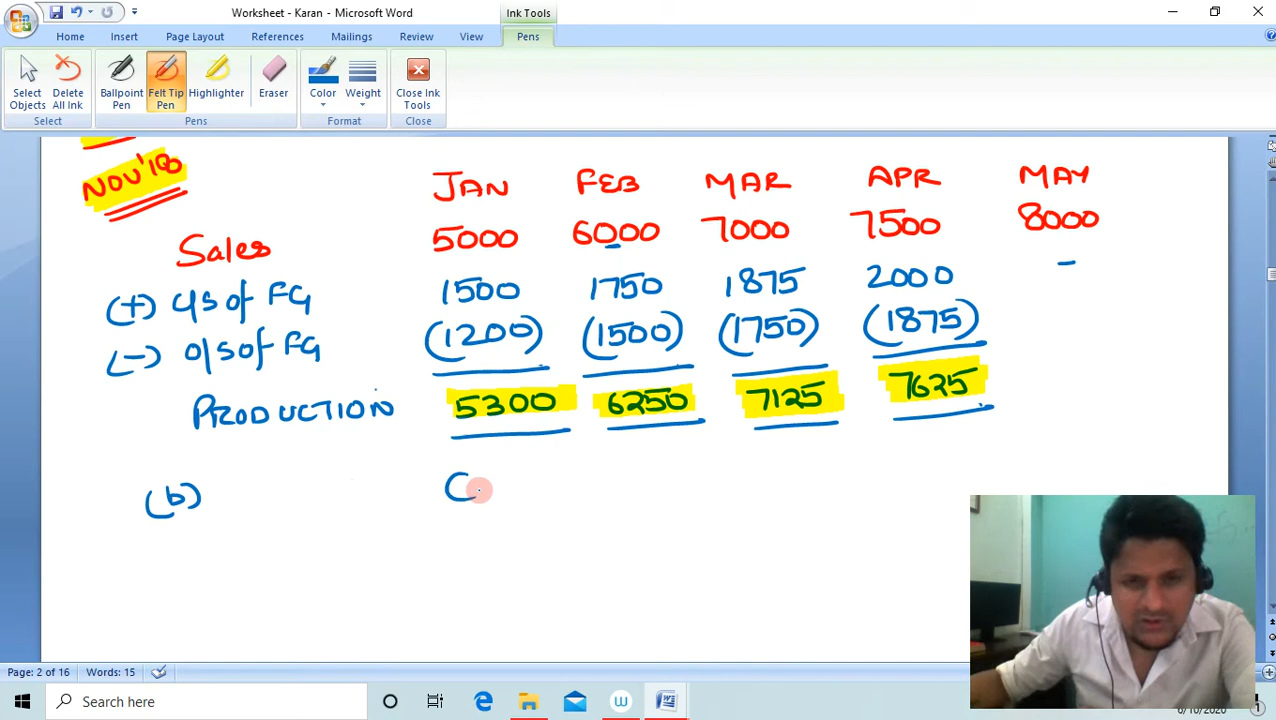 Worksheet - Karan - Microsoft Word
Ink Tools
Home Insert Page Layout References Mailings Review View Pens
Select Objects
Delete All Ink
Ballpoint Pen
Felt Tip Pen
Highlighter
Eraser
Color
Weight
Close Ink Tools
Select Pens Format Close
NOV'18
JAN FEB MAR APR MAY
Sales 5000 6000 7000 7500 8000
(+) C/S of FG 1500 1750 1875 2000 -
(-) O/S of FG (1200) (1500) (1750) (1875)
PRODUCTION 5300 6250 7125 7625
(b) C
Page: 2 of 16 Words: 15
Search here
6/10/2020